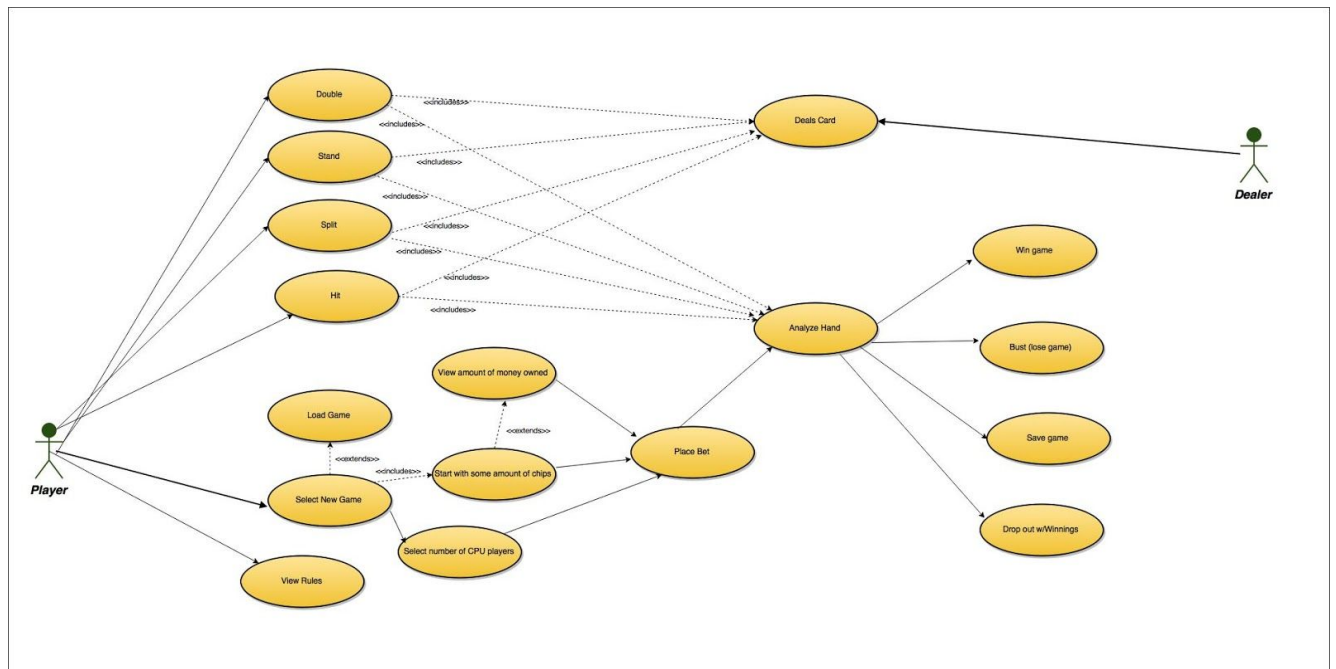 Double
<<includes>>
Deals Card
<<includes>>
Stand
<<includes>>
Dealer
<<includes>>
Split
<<includes>>
<<includes>>
Win game
<<includes>>
Hit
<<includes>>
Analyze Hand
Bust (lose game)
View amount of money owned
Load Game
<<extends>>
Save game
Place Bet
<<extends>>
<<includes>>
Start with some amount of chips
Player
Select New Game
Drop out w/Winnings
Select number of CPU players
View Rules